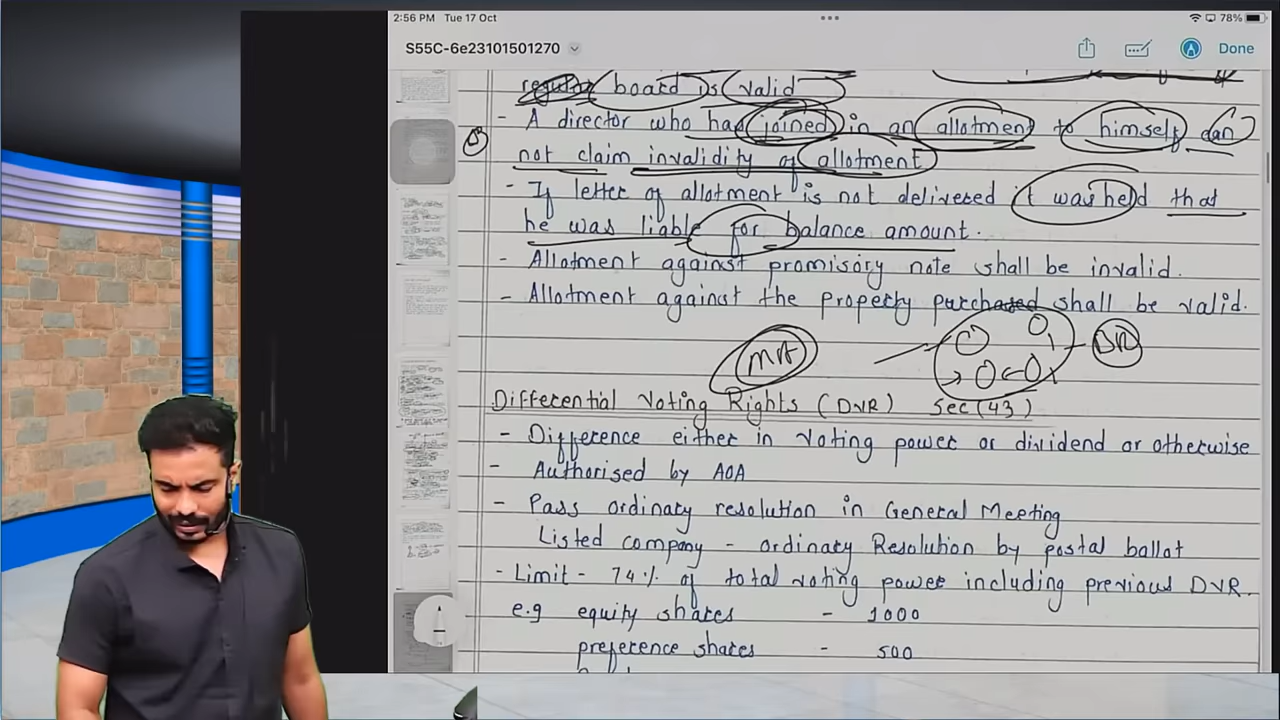 2:56 PM Tue 17 Oct
78%
S55C-6e23101501270
Done
board is valid
- A director who had joined in an allotment to himself can
not claim invalidity of allotment
- If letter of allotment is not delivered it was held that
he was liable for balance amount.
- Allotment against promisory note shall be invalid.
- Allotment against the property purchased shall be valid.
Differential Voting Rights (DVR) Sec (43)
- Difference either in voting power or dividend or otherwise
- Authorised by AOA
- Pass ordinary resolution in General Meeting
Listed company - ordinary Resolution by postal ballot
- Limit - 74% of total voting power including previous DVR.
e.g equity shares - 1000
preference shares - 500